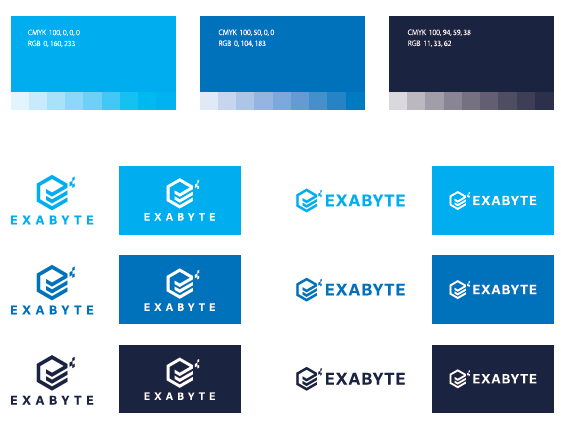 CMYK 100, 0, 0, 0
RGB 0, 160, 233
CMYK 100, 50, 0, 0
RGB 0, 104, 183
CMYK 100, 94, 59, 38
RGB 11, 33, 62
EXABYTE
EXABYTE
EXABYTE
EXABYTE
EXABYTE
EXABYTE
EXABYTE
EXABYTE
EXABYTE
EXABYTE
EXABYTE
EXABYTE